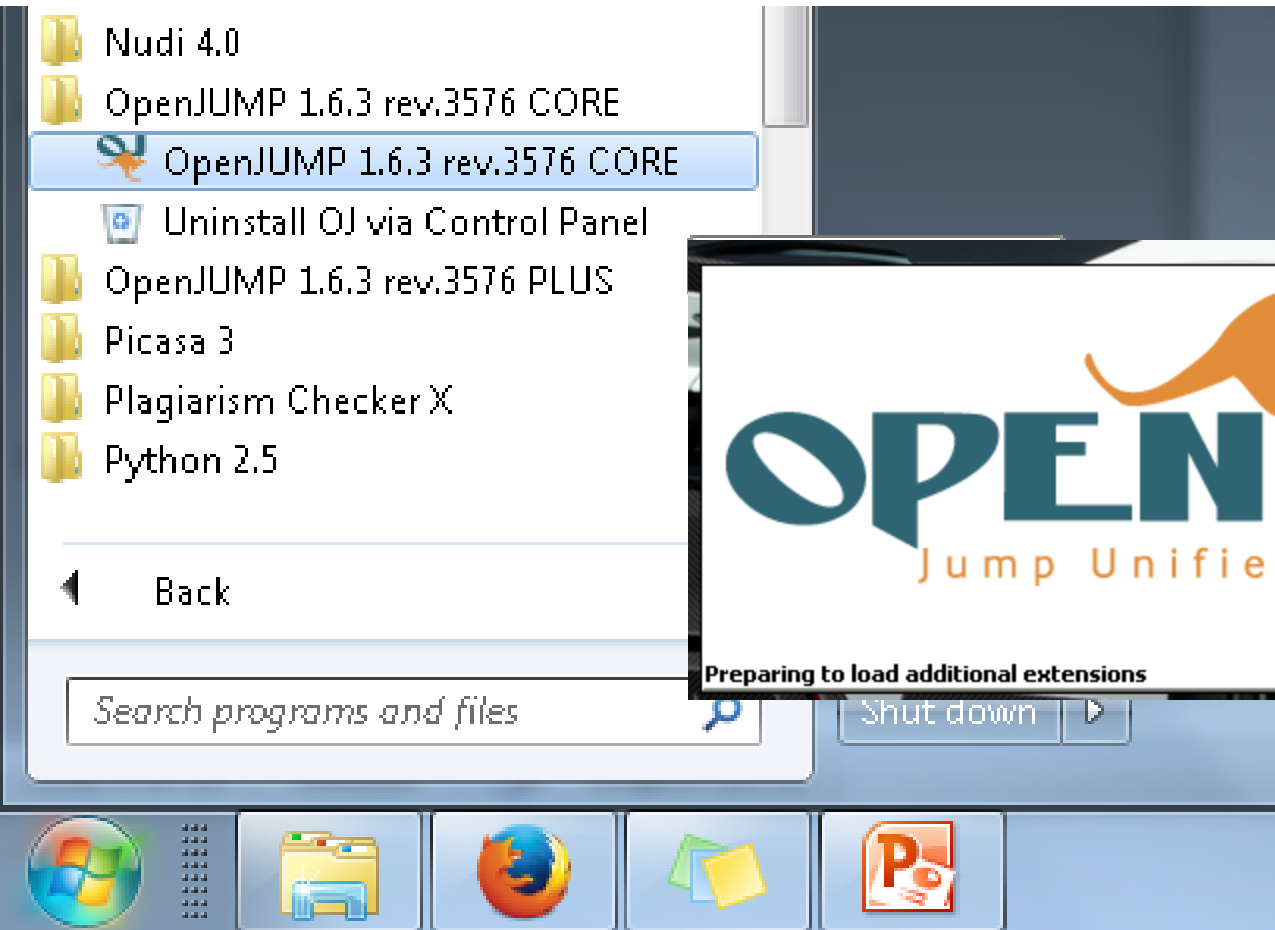 Nudi 4.0
OpenJUMP 1.6.3 rev.3576 CORE
OpenJUMP 1.6.3 rev.3576 CORE
Uninstall OJ via Control Panel
OpenJUMP 1.6.3 rev.3576 PLUS
Picasa 3
Plagiarism Checker X
Python 2.5
Back
Search programs and files
OPEN
Jump Unifie
Preparing to load additional extensions
Shut down